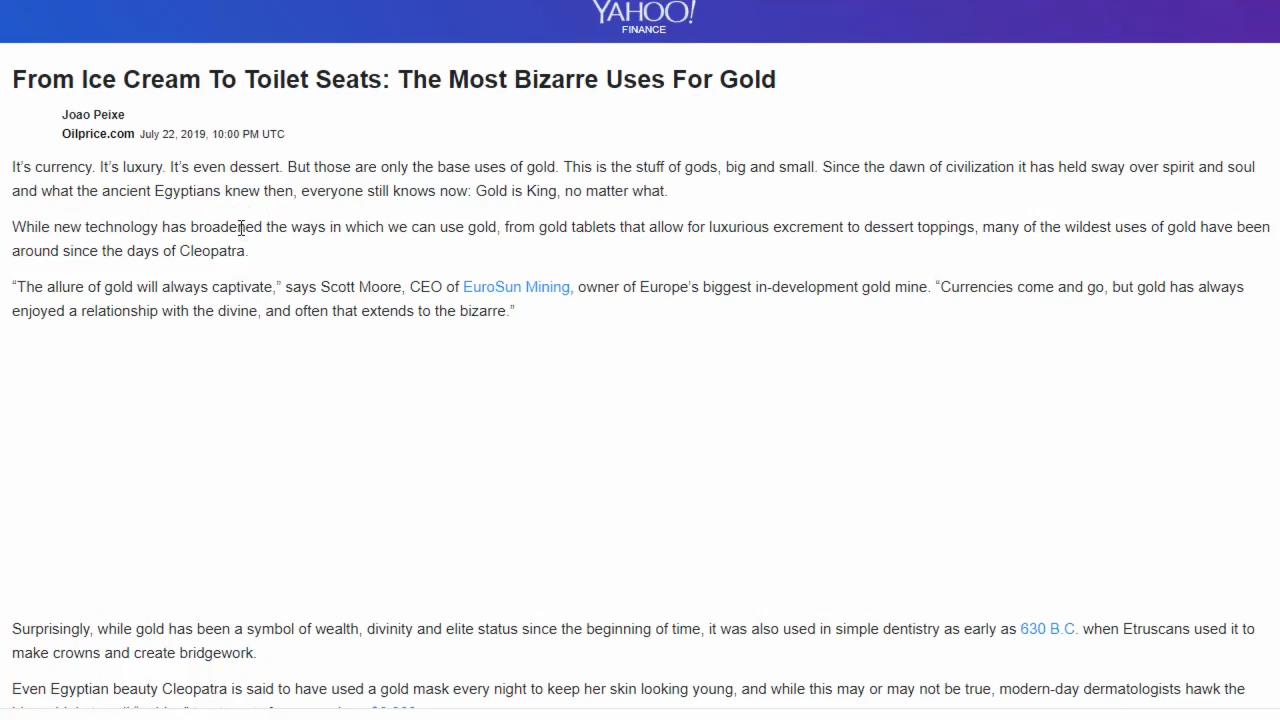 YAHOO!
FINANCE
From Ice Cream To Toilet Seats: The Most Bizarre Uses For Gold
Joao Peixe
Oilprice.com July 22, 2019, 10:00 PM UTC
It’s currency. It’s luxury. It’s even dessert. But those are only the base uses of gold. This is the stuff of gods, big and small. Since the dawn of civilization it has held sway over spirit and soul
and what the ancient Egyptians knew then, everyone still knows now: Gold is King, no matter what.
While new technology has broadened the ways in which we can use gold, from gold tablets that allow for luxurious excrement to dessert toppings, many of the wildest uses of gold have been
around since the days of Cleopatra.
“The allure of gold will always captivate,” says Scott Moore, CEO of EuroSun Mining, owner of Europe’s biggest in-development gold mine. “Currencies come and go, but gold has always
enjoyed a relationship with the divine, and often that extends to the bizarre.”
Surprisingly, while gold has been a symbol of wealth, divinity and elite status since the beginning of time, it was also used in simple dentistry as early as 630 B.C. when Etruscans used it to
make crowns and create bridgework.
Even Egyptian beauty Cleopatra is said to have used a gold mask every night to keep her skin looking young, and while this may or may not be true, modern-day dermatologists hawk the